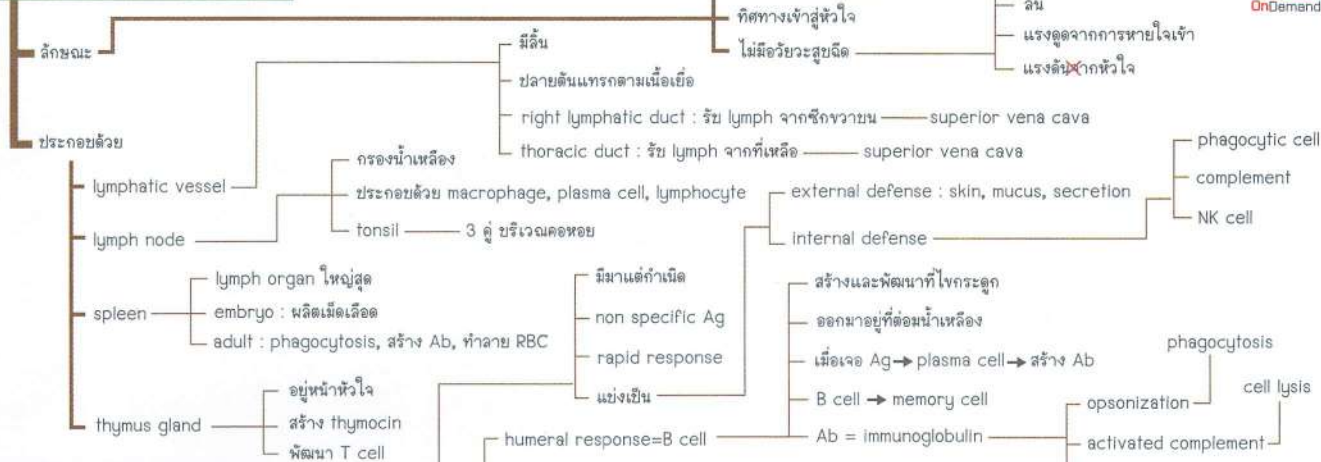 ลิ้น
OnDemand
ทิศทางเข้าสู่หัวใจ
แรงดูดจากการหายใจเข้า
ลักษณะ
มีลิ้น
ไม่มีอวัยวะสูบฉีด
แรงดันจากหัวใจ
ปลายตันแทรกตามเนื้อเยื่อ
right lymphatic duct : รับ lymph จากซีกขวาบน
superior vena cava
ประกอบด้วย
phagocytic cell
กรองน้ำเหลือง
thoracic duct : รับ lymph จากที่เหลือ
superior vena cava
lymphatic vessel
ประกอบด้วย macrophage, plasma cell, lymphocyte
external defense : skin, mucus, secretion
complement
lymph node
tonsil
3 คู่ บริเวณคอหอย
internal defense
NK cell
lymph organ ใหญ่สุด
มีมาแต่กำเนิด
สร้างและพัฒนาที่ไขกระดูก
spleen
embryo : ผลิตเม็ดเลือด
non specific Ag
ออกมาอยู่ที่ต่อมน้ำเหลือง
adult : phagocytosis, สร้าง Ab, ทำลาย RBC
rapid response
เมื่อเจอ Ag → plasma cell → สร้าง Ab
phagocytosis
อยู่หน้าหัวใจ
แบ่งเป็น
B cell → memory cell
opsonization
cell lysis
thymus gland
สร้าง thymocin
humeral response=B cell
Ab = immunoglobulin
activated complement
พัฒนา T cell